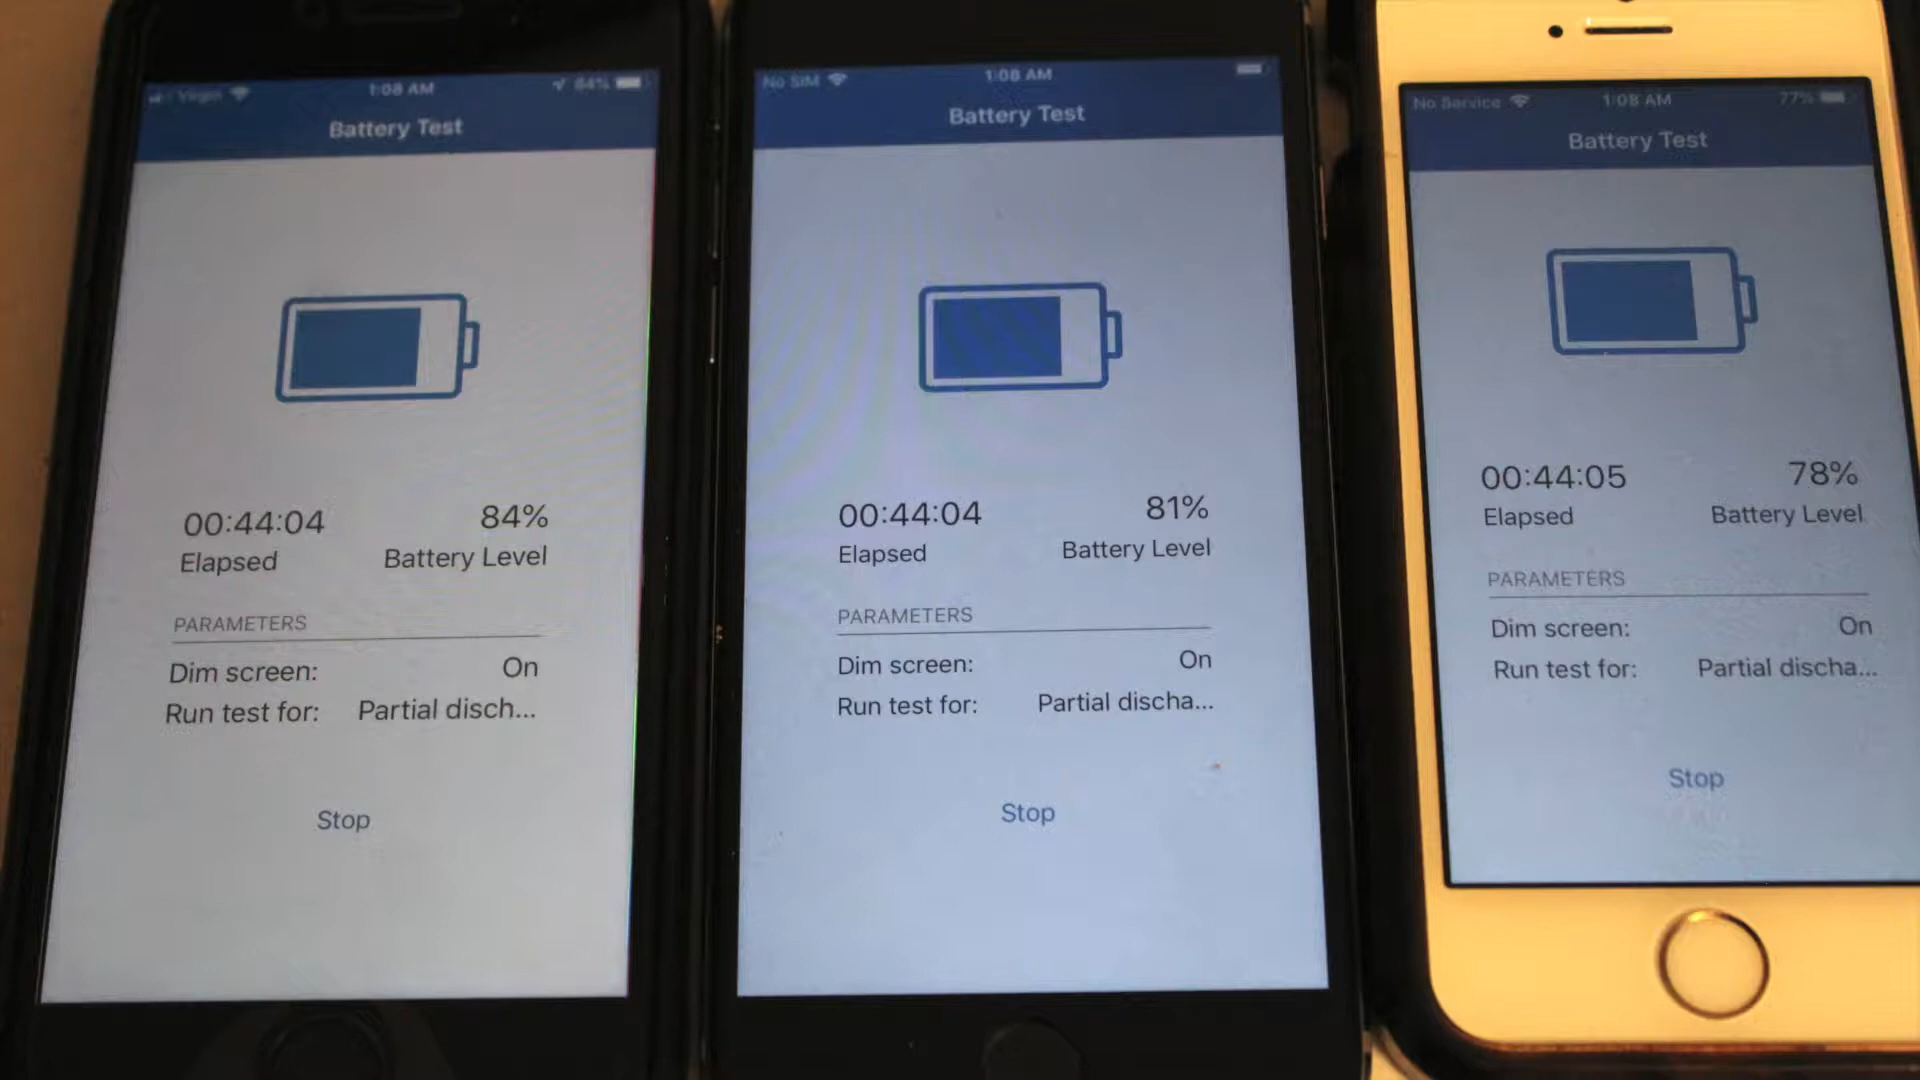 Virgin 1:08 AM 84%
Battery Test
00:44:04 84%
Elapsed Battery Level
PARAMETERS
Dim screen: On
Run test for: Partial disch...
Stop
No SIM 1:08 AM
Battery Test
00:44:04 81%
Elapsed Battery Level
PARAMETERS
Dim screen: On
Run test for: Partial discha...
Stop
No Service 1:08 AM 77%
Battery Test
00:44:05 78%
Elapsed Battery Level
PARAMETERS
Dim screen: On
Run test for: Partial discha...
Stop